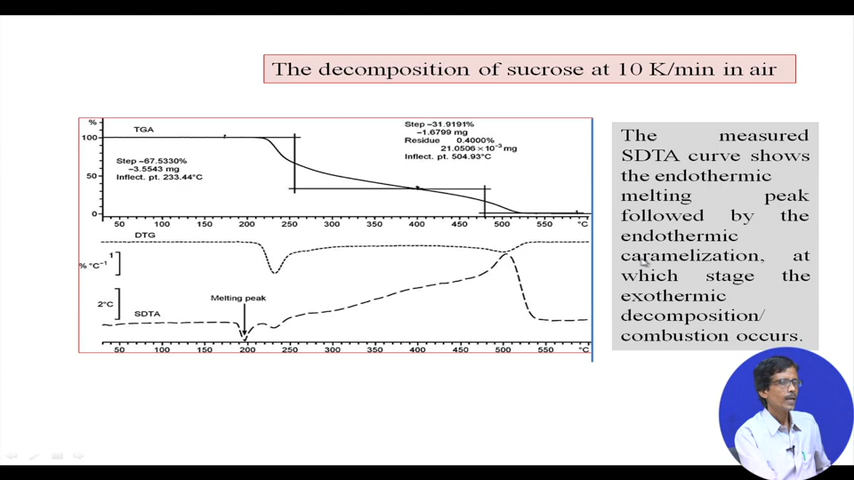 The decomposition of sucrose at 10 K/min in air
%
TGA
100
50
0
Step −67.5330%
−3.5543 mg
Inflect. pt. 233.44°C
Step −31.9191%
−1.6799 mg
Residue 0.4000%
21.0506 × 10⁻³ mg
Inflect. pt. 504.93°C
50 100 150 200 250 300 350 400 450 500 550 °C
DTG
% °C⁻¹
1
2°C
Melting peak
SDTA
50 100 150 200 250 300 350 400 450 500 550 °C
The measured
SDTA curve shows
the endothermic
melting peak
followed by the
endothermic
caramelization, at
which stage the
exothermic
decomposition/
combustion occurs.